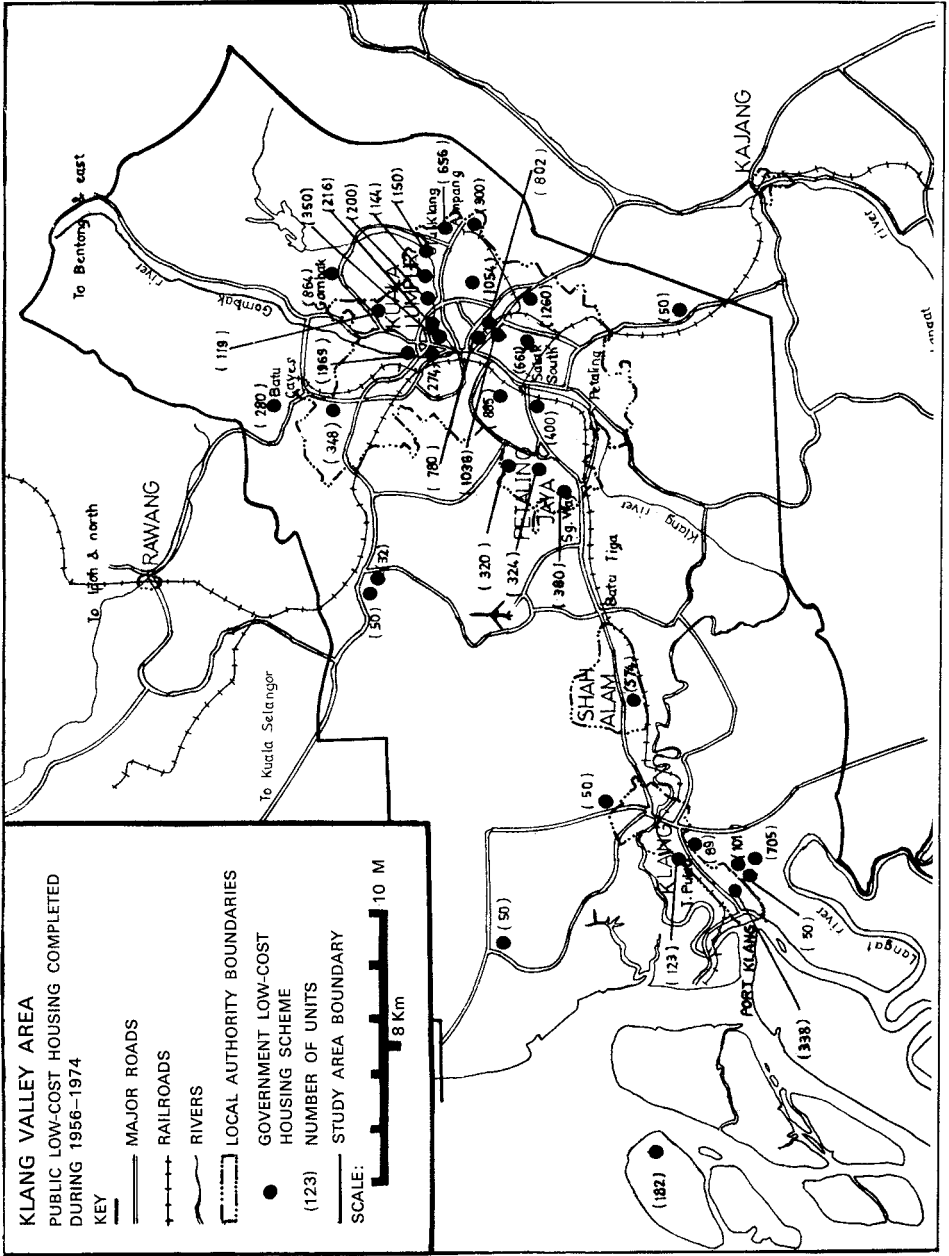 KLANG VALLEY AREA
PUBLIC LOW-COST HOUSING COMPLETED
DURING 1956–1974
KEY
MAJOR ROADS
RAILROADS
RIVERS
LOCAL AUTHORITY BOUNDARIES
GOVERNMENT LOW-COST
HOUSING SCHEME
(123) NUMBER OF UNITS
STUDY AREA BOUNDARY
SCALE:
8 Km
10 M
To Kuala Selangor
To Ipoh & north
RAWANG
To Bentong & east
Gombak river
(119)
(280)
Batu
Caves
(348)
(1969)
(274)
(864)
Gombak
(350)
(216)
(200)
(144)
(150)
KUALA
LUMPUR
Klang
(656)
Ampang
(900)
(1054)
(802)
(1260)
(50)
KAJANG
river
(780)
(1038)
(885)
(400)
Salak
South
Petaling
PETALING
JAYA
(320)
(324)
(380)
Sg. Way
Klang river
Batu Tiga
(50)
32)
SHAH
ALAM
(574)
(50)
(50)
KLANG
(123)
(89)
(101)
(705)
(50)
(338)
PORT KLANG
Langat river
(182)